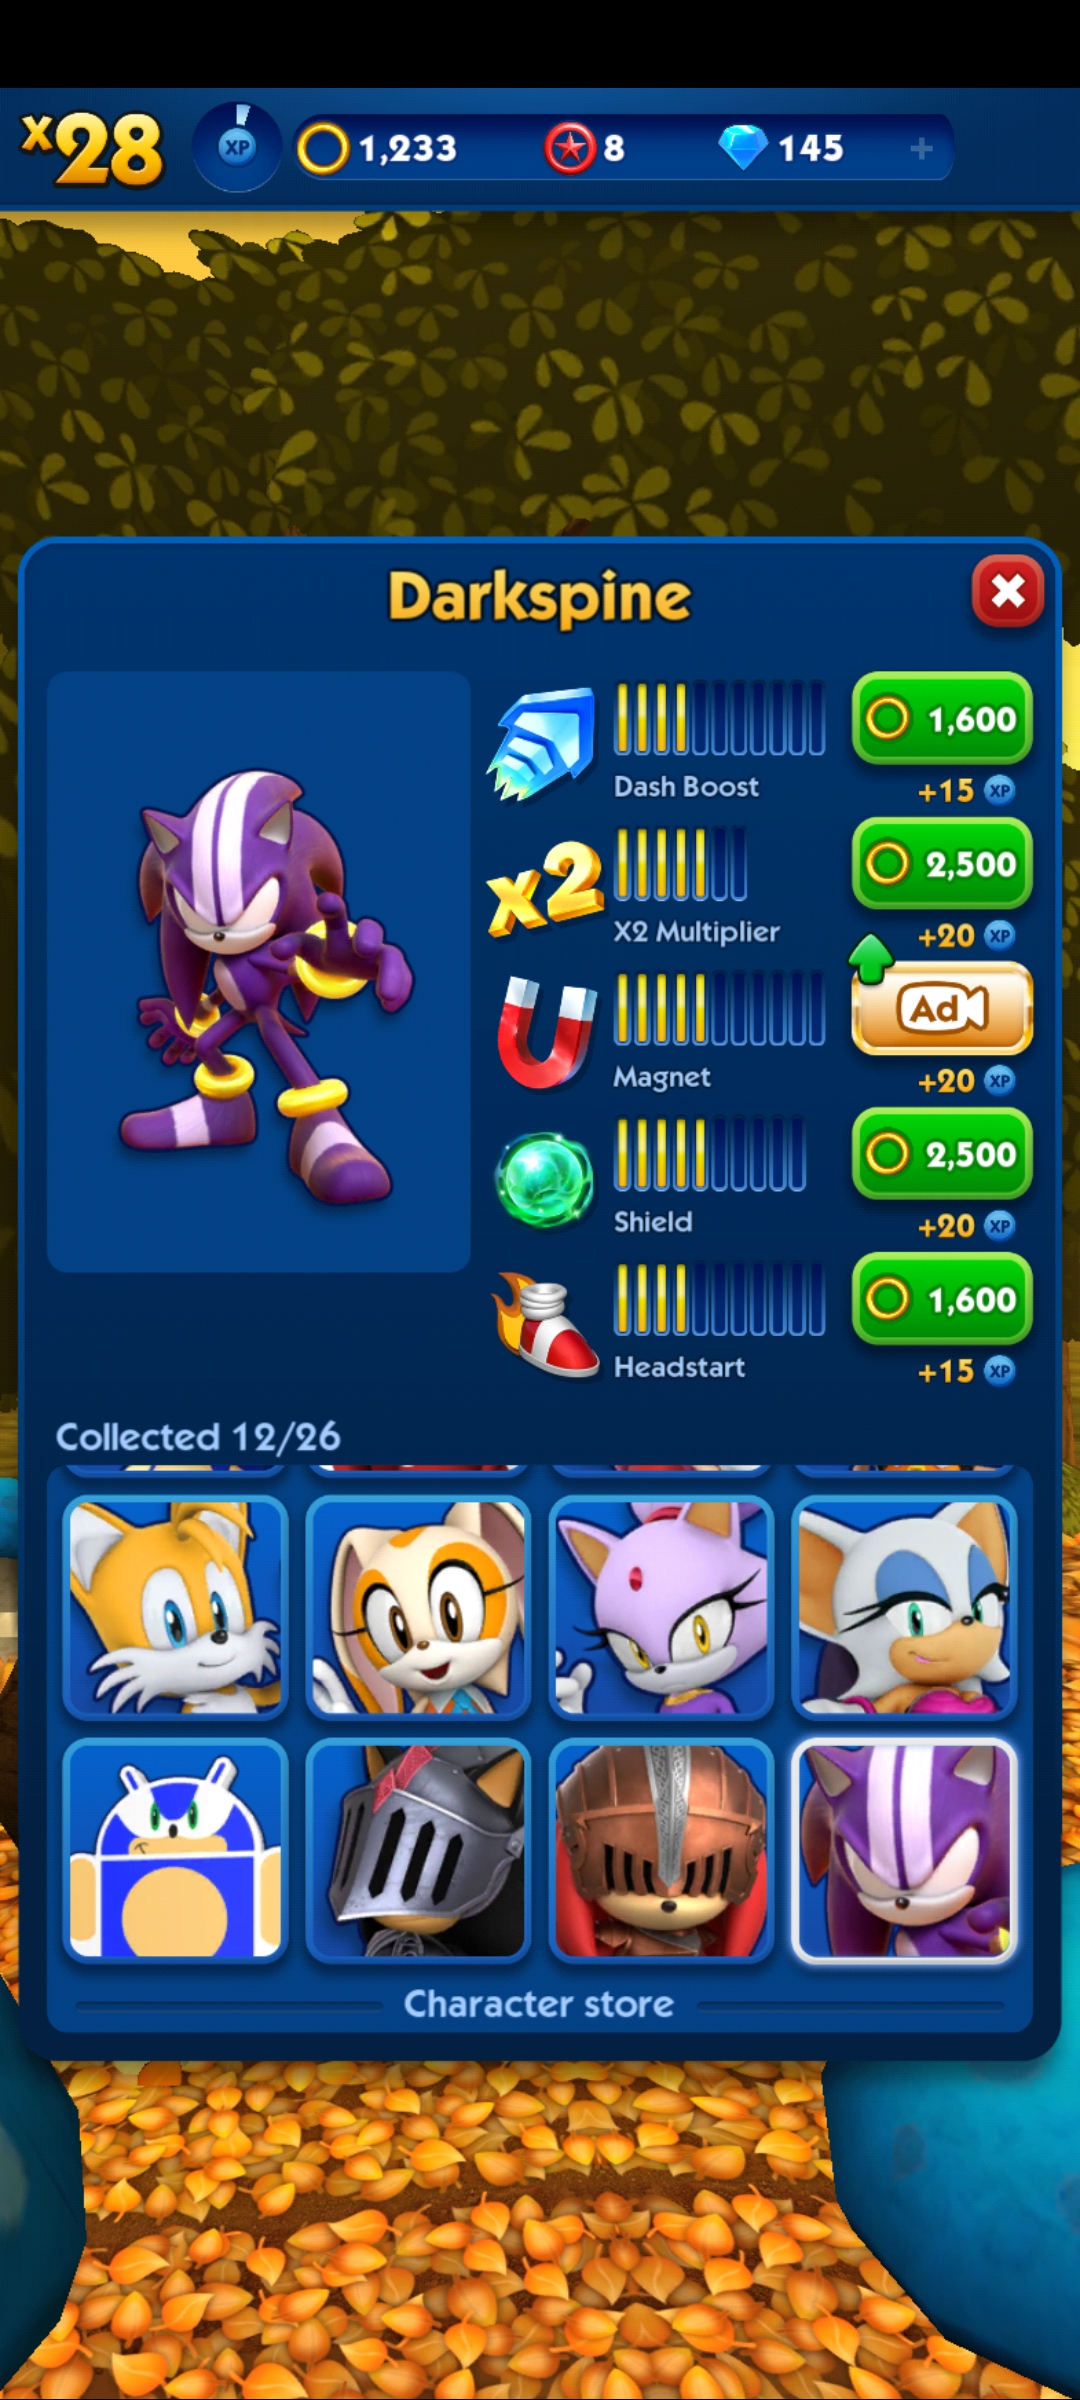 x28 XP 1,233 8 145 +
Darkspine
1,600
Dash Boost
+15 XP
x2
2,500
X2 Multiplier
+20 XP
Ad
Magnet
+20 XP
2,500
Shield
+20 XP
1,600
Headstart
+15 XP
Collected 12/26
Character store